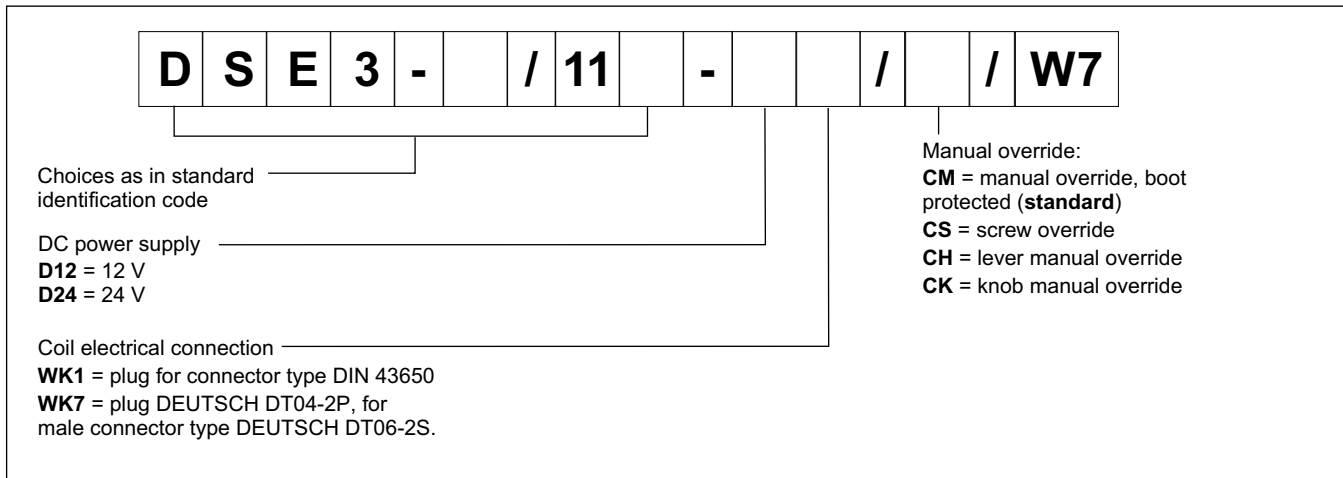 D S E 3 - / 11 - / / W7
Choices as in standard
identification code
DC power supply
D12 = 12 V
D24 = 24 V
Coil electrical connection
WK1 = plug for connector type DIN 43650
WK7 = plug DEUTSCH DT04-2P, for
male connector type DEUTSCH DT06-2S.
Manual override:
CM = manual override, boot
protected (standard)
CS = screw override
CH = lever manual override
CK = knob manual override